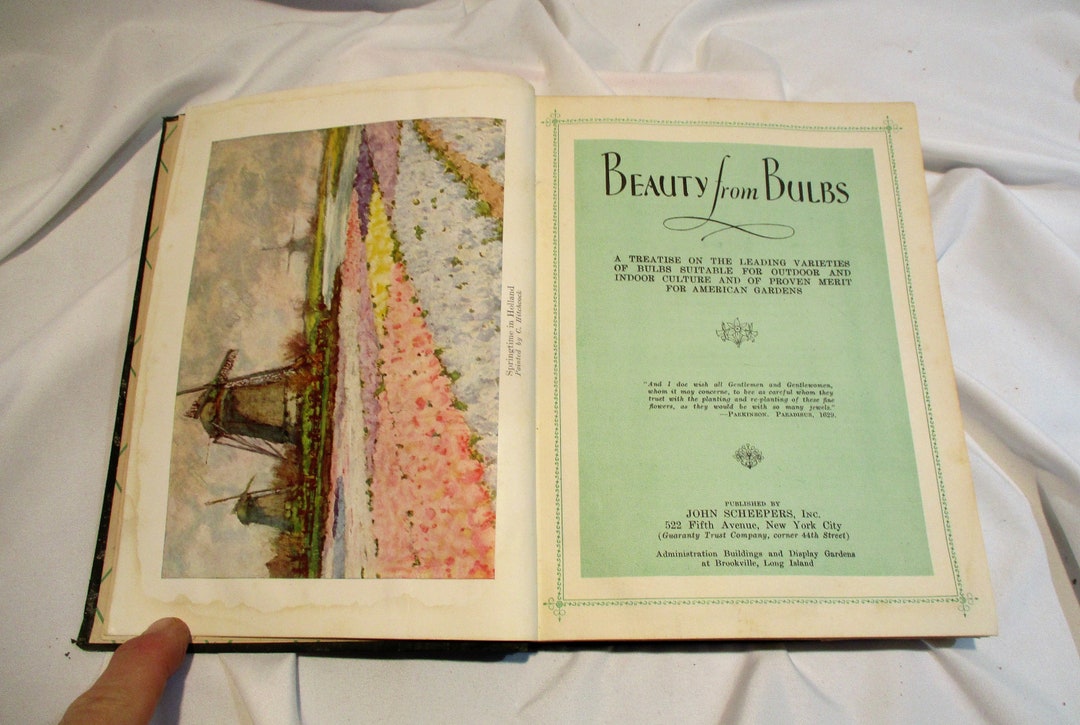 Springtime in Holland
Painted by G. Hitchcock
BEAUTY from BULBS
A TREATISE ON THE LEADING VARIETIES
OF BULBS SUITABLE FOR OUTDOOR AND
INDOOR CULTURE AND OF PROVEN MERIT
FOR AMERICAN GARDENS
"And I doe wish all Gentlemen and Gentlewomen,
whom it may concerne, to bee as careful whom they
trust with the planting and re-planting of these fine
flowers, as they would be with so many jewels."
—PARKINSON. PARADISUS, 1629.
PUBLISHED BY
JOHN SCHEEPERS, INC.
522 Fifth Avenue, New York City
(Guaranty Trust Company, corner 44th Street)
Administration Buildings and Display Gardens
at Brookville, Long Island